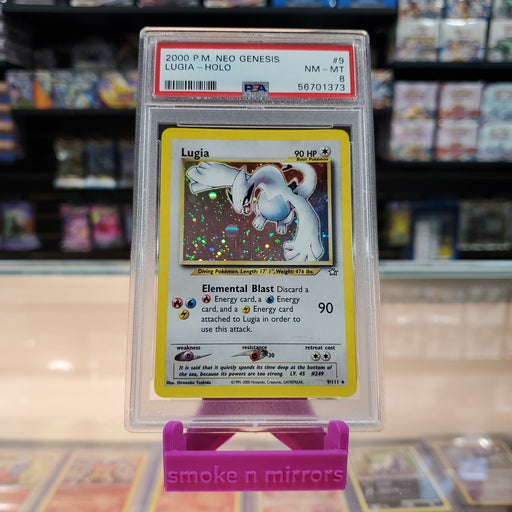 2000 P.M. NEO GENESIS #9
LUGIA - HOLO NM - MT
8
PSA 56701373
Lugia 90 HP
Basic Pokémon
Diving Pokémon. Length: 17' 1", Weight: 476 lbs.
Elemental Blast Discard a
Energy card, a Energy
card, and a Energy card
attached to Lugia in order to
use this attack.
90
weakness resistance retreat cost
-30
It is said that it quietly spends its time deep at the bottom of
the sea, because its powers are too strong. LV. 45 #249
Illus. Hironobu Yoshida ©1995-2000 Nintendo, Creatures, GAMEFREAK. 9/111
smoke n mirrors